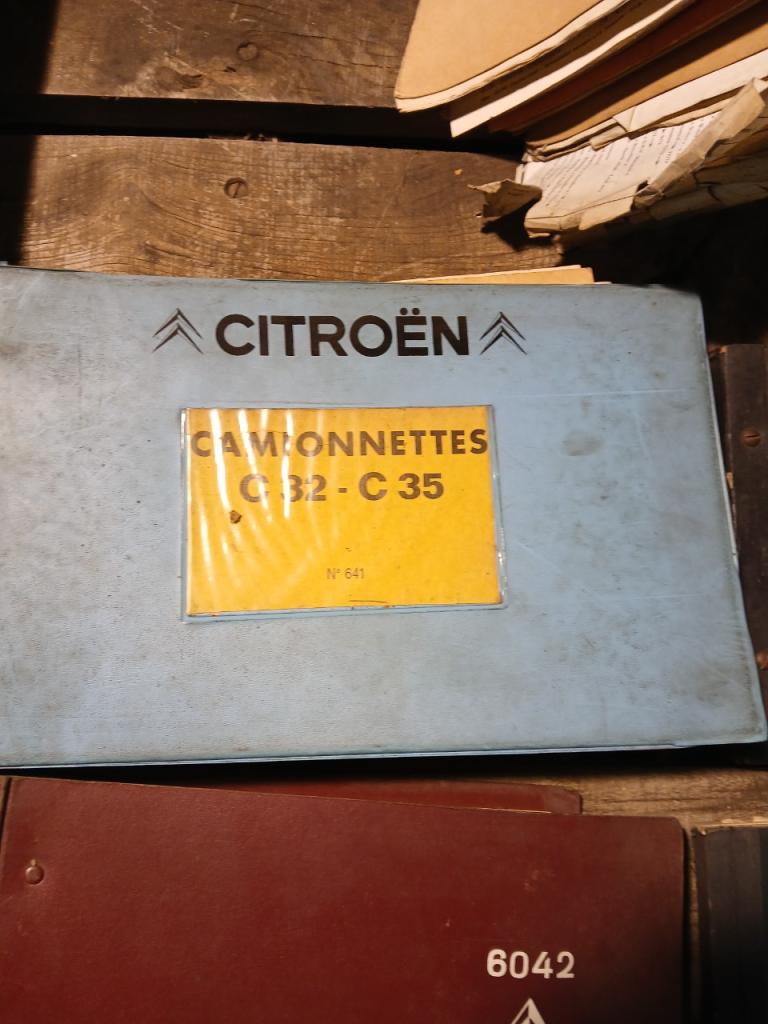 CITROËN
CAMIONNETTES
C 32 - C 35
N° 641
6042